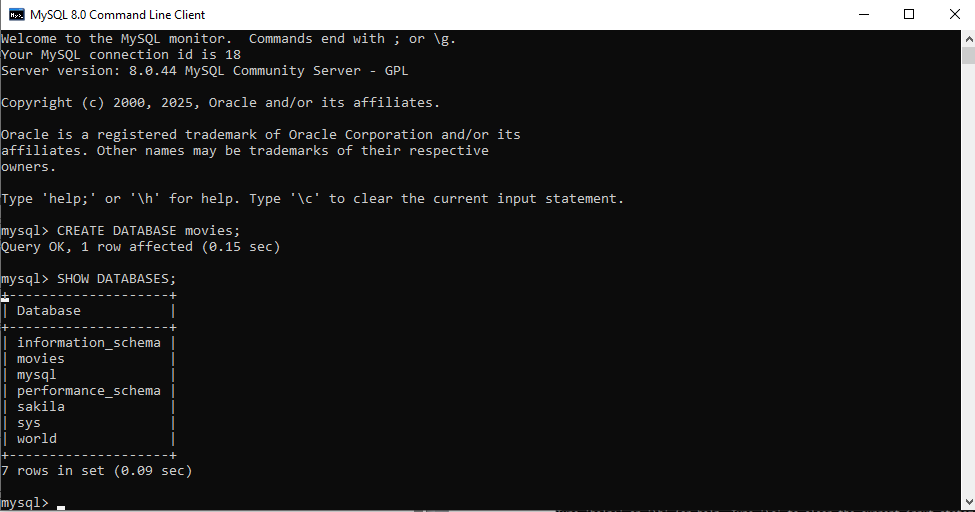 MySQL 8.0 Command Line Client
Welcome to the MySQL monitor.  Commands end with ; or \g.
Your MySQL connection id is 18
Server version: 8.0.44 MySQL Community Server - GPL
Copyright (c) 2000, 2025, Oracle and/or its affiliates.
Oracle is a registered trademark of Oracle Corporation and/or its
affiliates. Other names may be trademarks of their respective
owners.
Type 'help;' or '\h' for help. Type '\c' to clear the current input statement.
mysql> CREATE DATABASE movies;
Query OK, 1 row affected (0.15 sec)
mysql> SHOW DATABASES;
+--------------------+
| Database           |
+--------------------+
| information_schema |
| movies             |
| mysql              |
| performance_schema |
| sakila             |
| sys                |
| world              |
+--------------------+
7 rows in set (0.09 sec)
mysql>